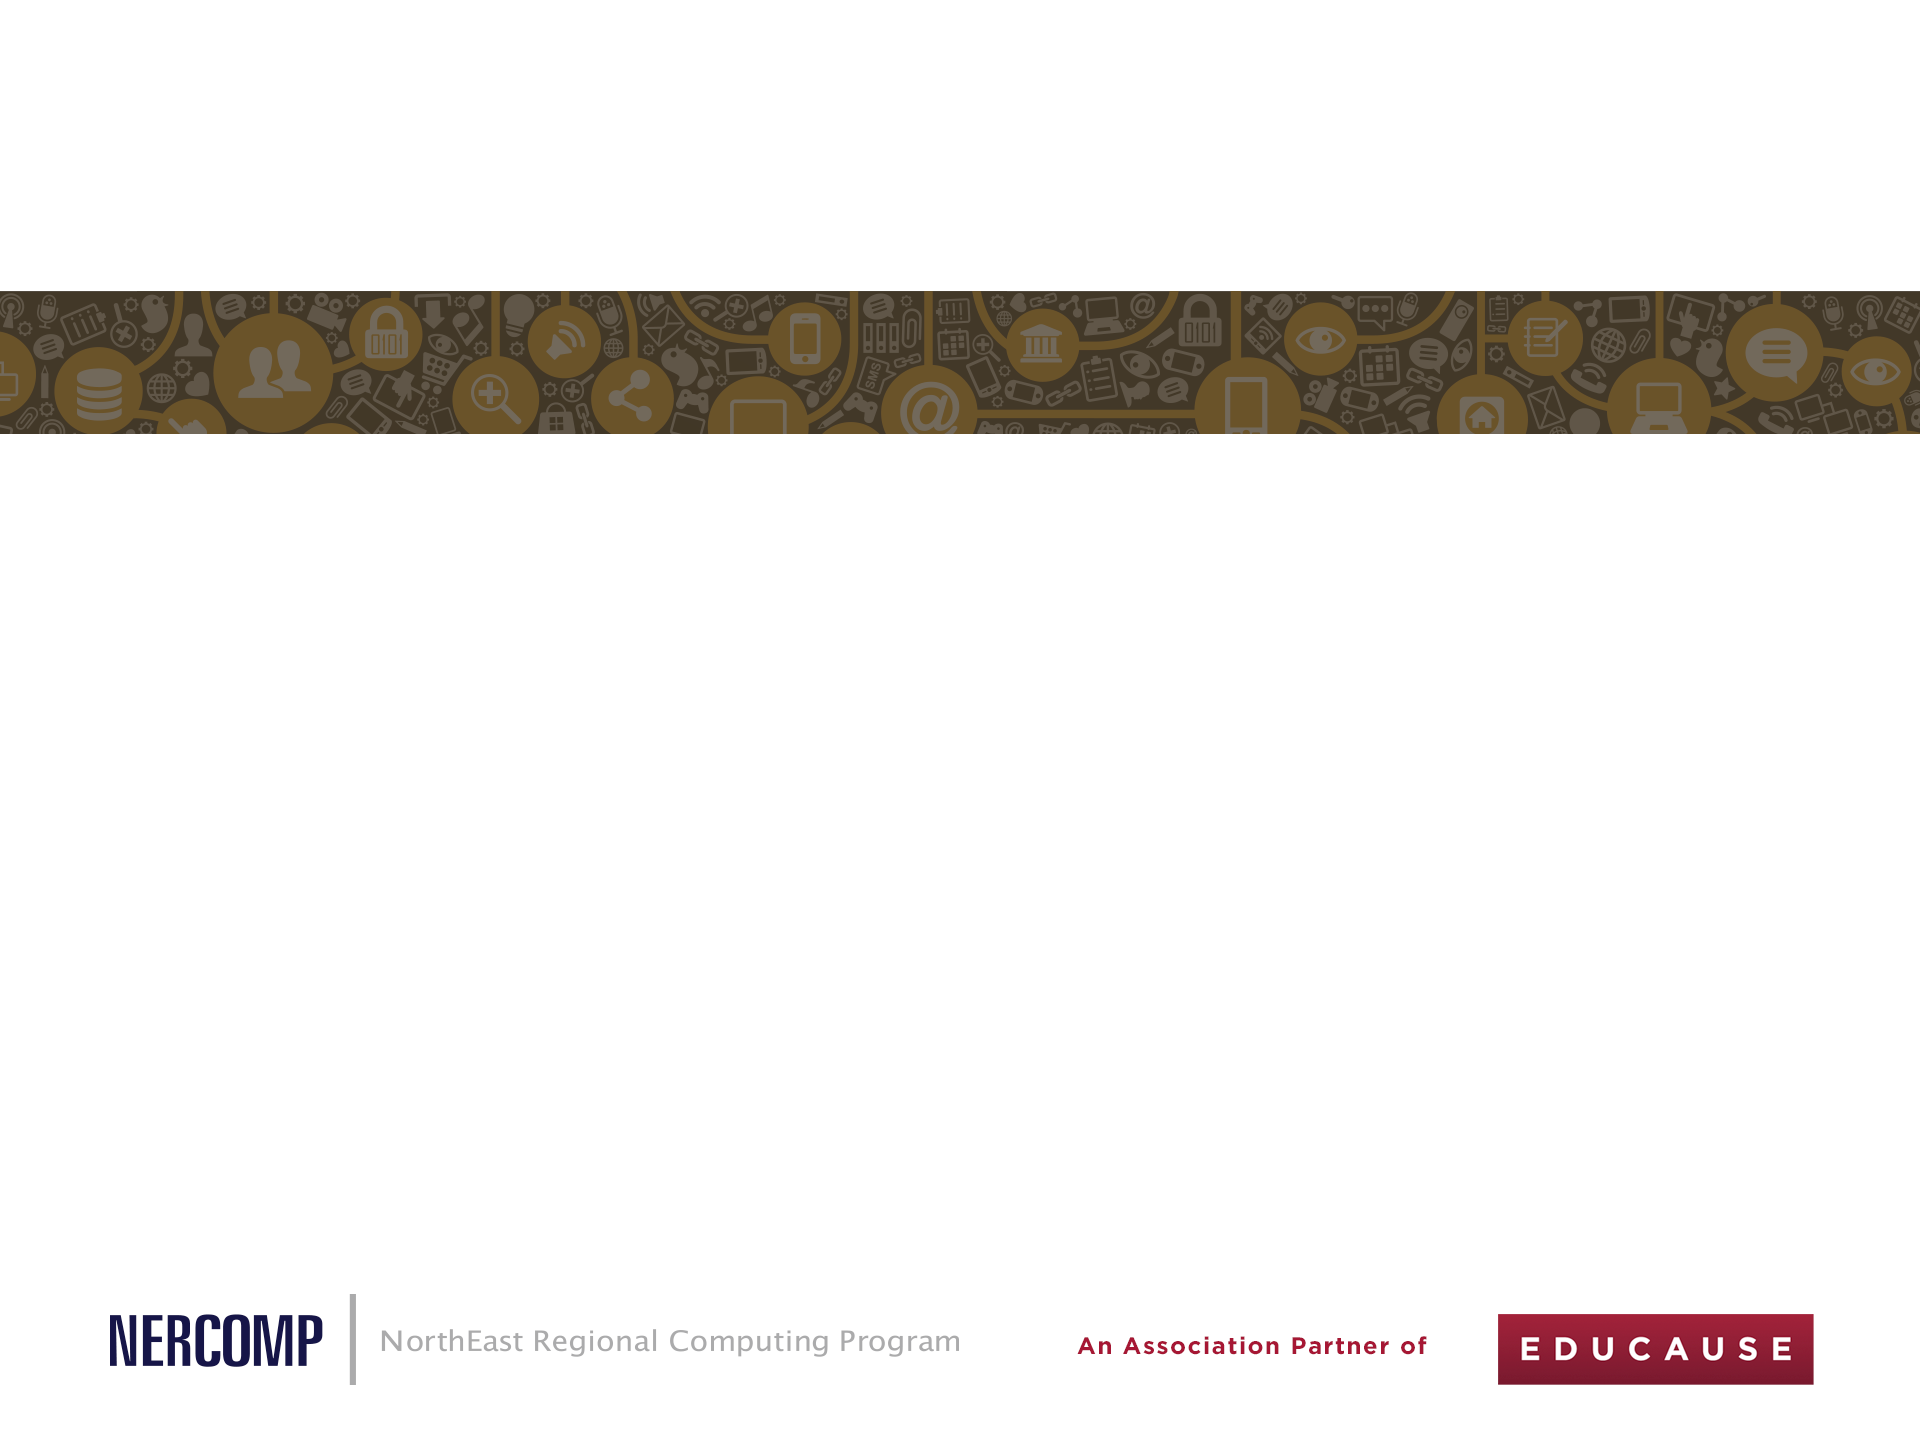 NERCOMP
NorthEast Regional Computing Program
An Association Partner of
EDUCAUSE